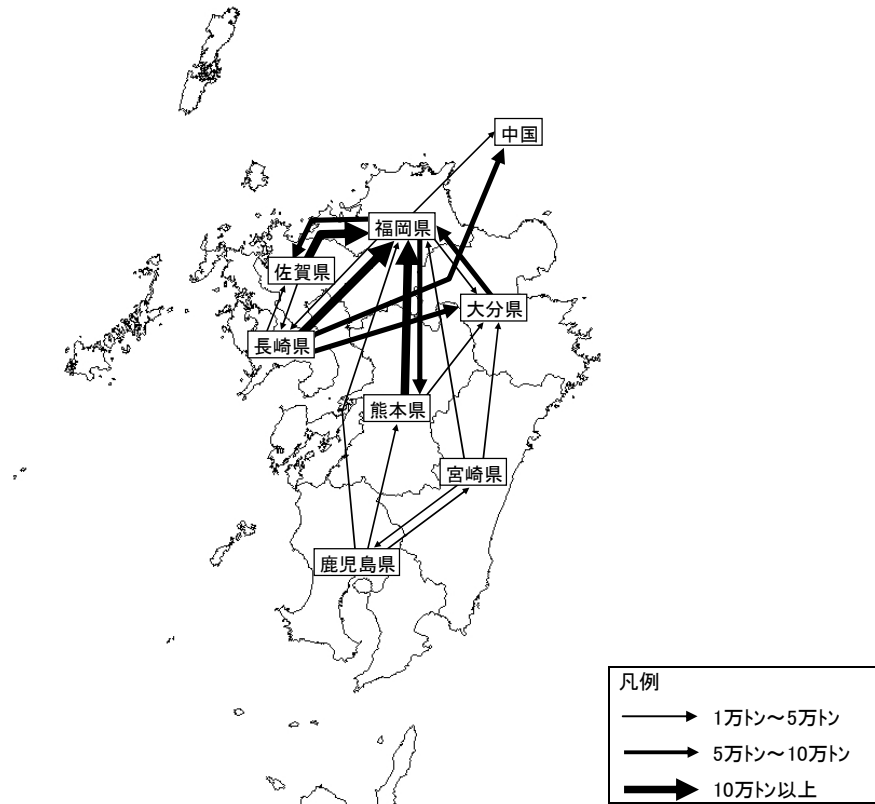 中国
福岡県
佐賀県
大分県
長崎県
熊本県
宮崎県
鹿児島県
凡例
1万ﾄﾝ～5万ﾄﾝ
5万ﾄﾝ～10万ﾄﾝ
10万ﾄﾝ以上